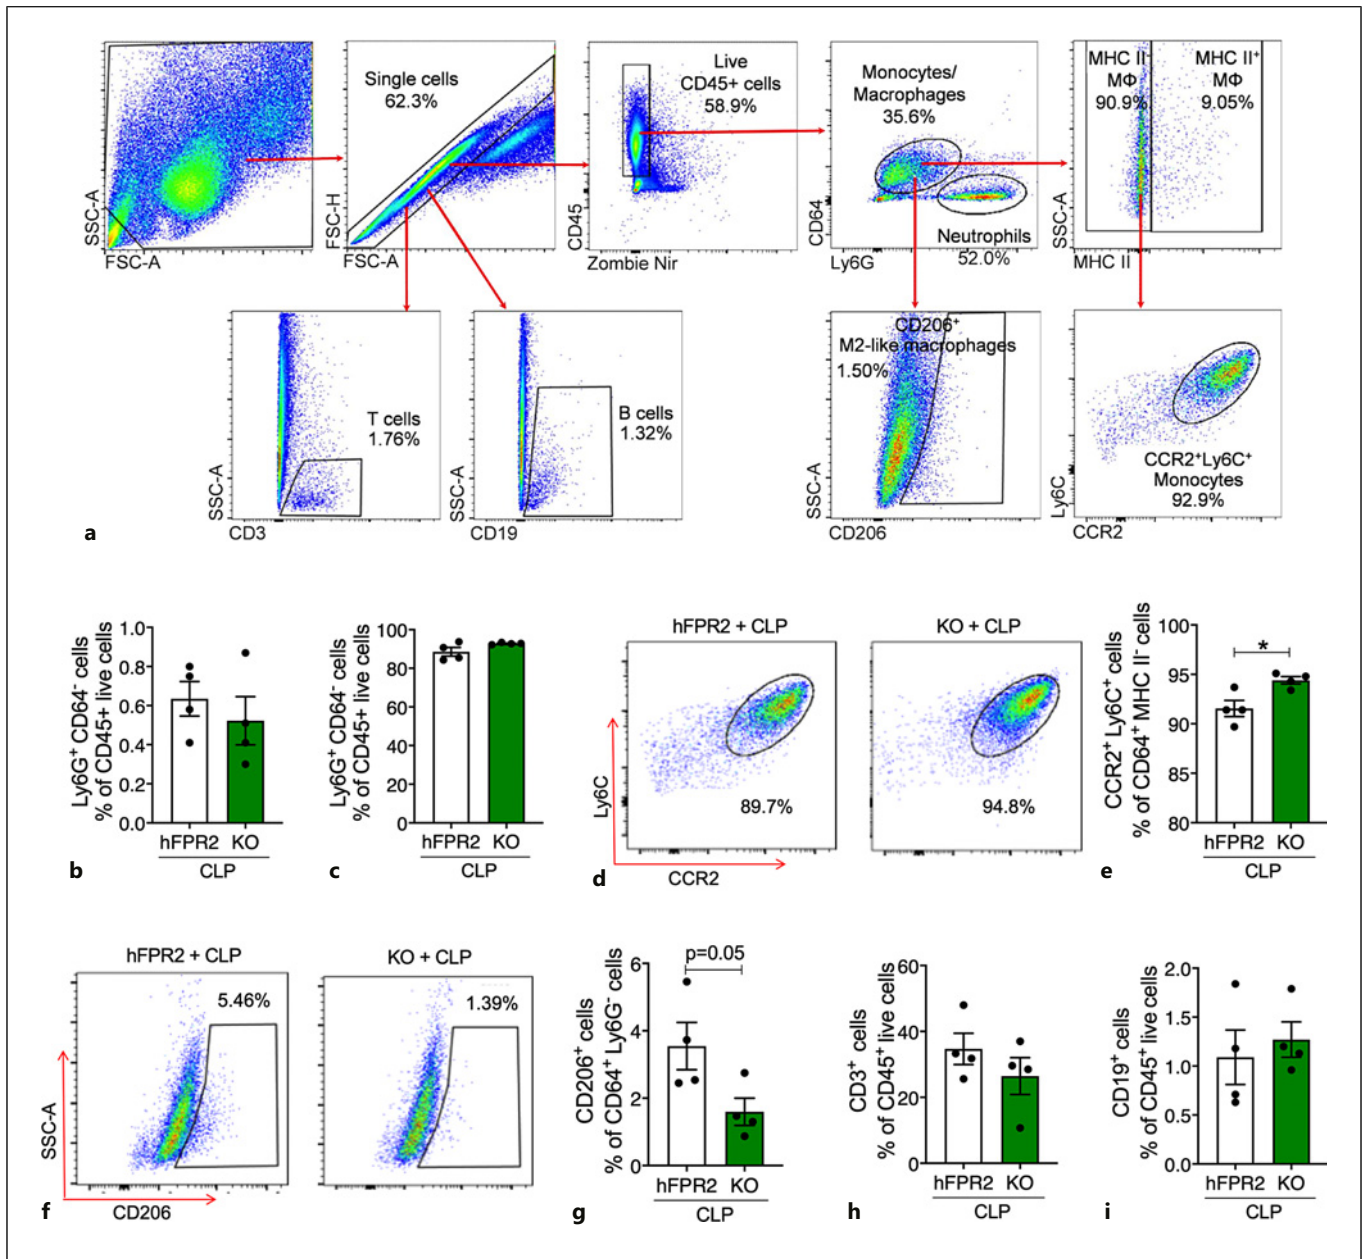 Single cells
62.3%
SSC-A
FSC-A
FSC-H
FSC-A
Live
CD45+ cells
58.9%
CD45
Zombie Nir
Monocytes/
Macrophages
35.6%
Neutrophils
52.0%
CD64
Ly6G
MHC II⁻
MΦ
90.9%
MHC II⁺
MΦ
9.05%
SSC-A
MHC II
T cells
1.76%
SSC-A
CD3
B cells
1.32%
SSC-A
CD19
CD206⁺
M2-like macrophages
1.50%
SSC-A
CD206
CCR2⁺Ly6C⁺
Monocytes
92.9%
Ly6C
CCR2
a
Ly6G⁺ CD64⁻ cells
% of CD45+ live cells
1.0
0.8
0.6
0.4
0.2
0.0
hFPR2 KO
CLP
b
Ly6G⁺ CD64⁻ cells
% of CD45+ live cells
100
80
60
40
20
0
hFPR2 KO
CLP
c
hFPR2 + CLP
89.7%
KO + CLP
94.8%
Ly6C
CCR2
d
CCR2⁺ Ly6C⁺ cells
% of CD64⁺ MHC II⁻ cells
100
95
90
85
80
*
hFPR2 KO
CLP
e
hFPR2 + CLP
5.46%
KO + CLP
1.39%
SSC-A
CD206
f
CD206⁺ cells
% of CD64⁺ Ly6G⁻ cells
6
4
2
0
p=0.05
hFPR2 KO
CLP
g
CD3⁺ cells
% of CD45⁺ live cells
60
40
20
0
hFPR2 KO
CLP
h
CD19⁺ cells
% of CD45⁺ live cells
2.0
1.5
1.0
0.5
0.0
hFPR2 KO
CLP
i